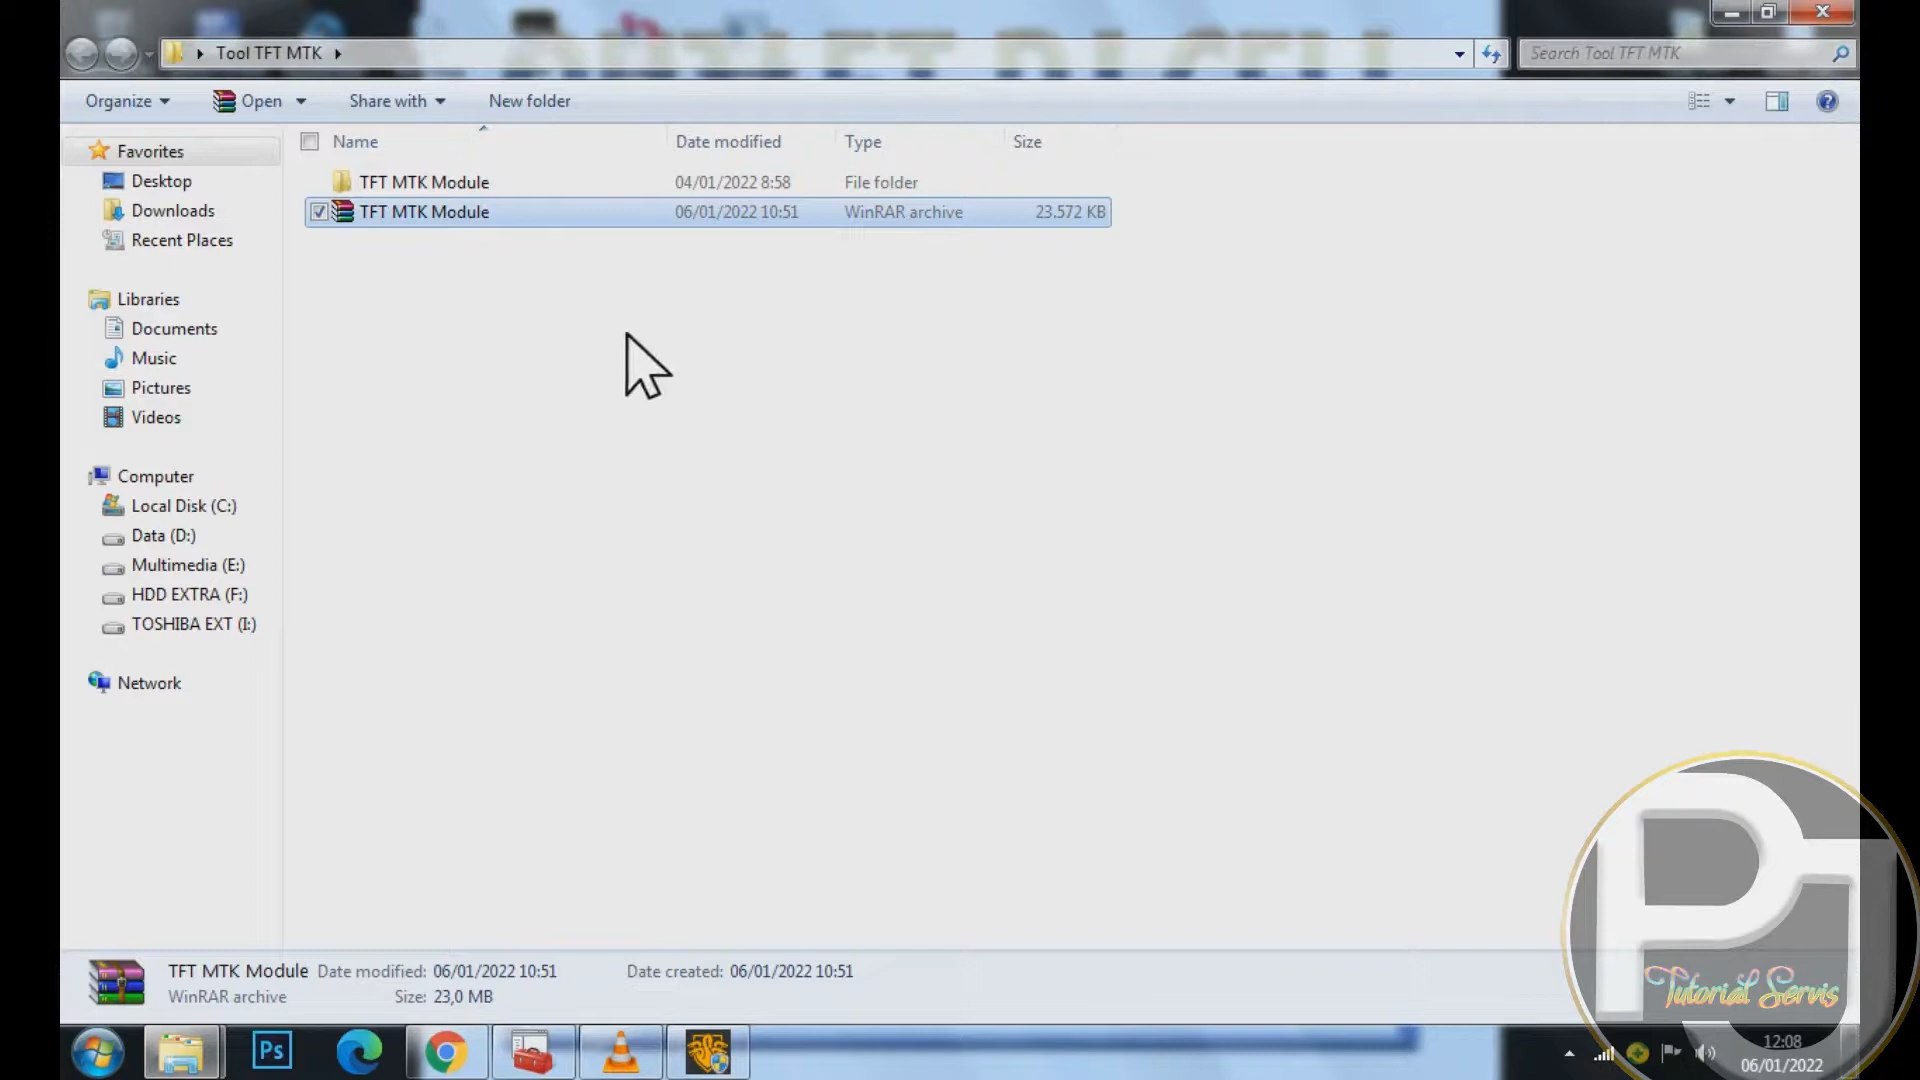 Tool TFT MTK
Search Tool TFT MTK
Organize Open Share with New folder
Name Date modified Type Size
Favorites
TFT MTK Module 04/01/2022 8:58 File folder
Desktop
TFT MTK Module 06/01/2022 10:51 WinRAR archive 23.572 KB
Downloads
Recent Places
Libraries
Documents
Music
Pictures
Videos
Computer
Local Disk (C:)
Data (D:)
Multimedia (E:)
HDD EXTRA (F:)
TOSHIBA EXT (I:)
Network
TFT MTK Module Date modified: 06/01/2022 10:51 Date created: 06/01/2022 10:51
WinRAR archive Size: 23,0 MB
PJ
Tutorial Servis
Ps
12:08
06/01/2022